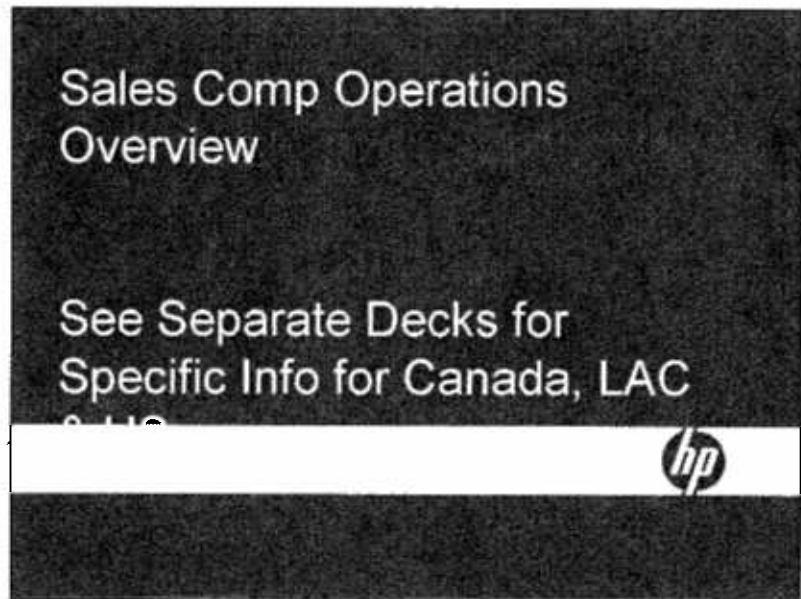 Sales Comp Operations
Overview
See Separate Decks for
Specific Info for Canada, LAC
hp